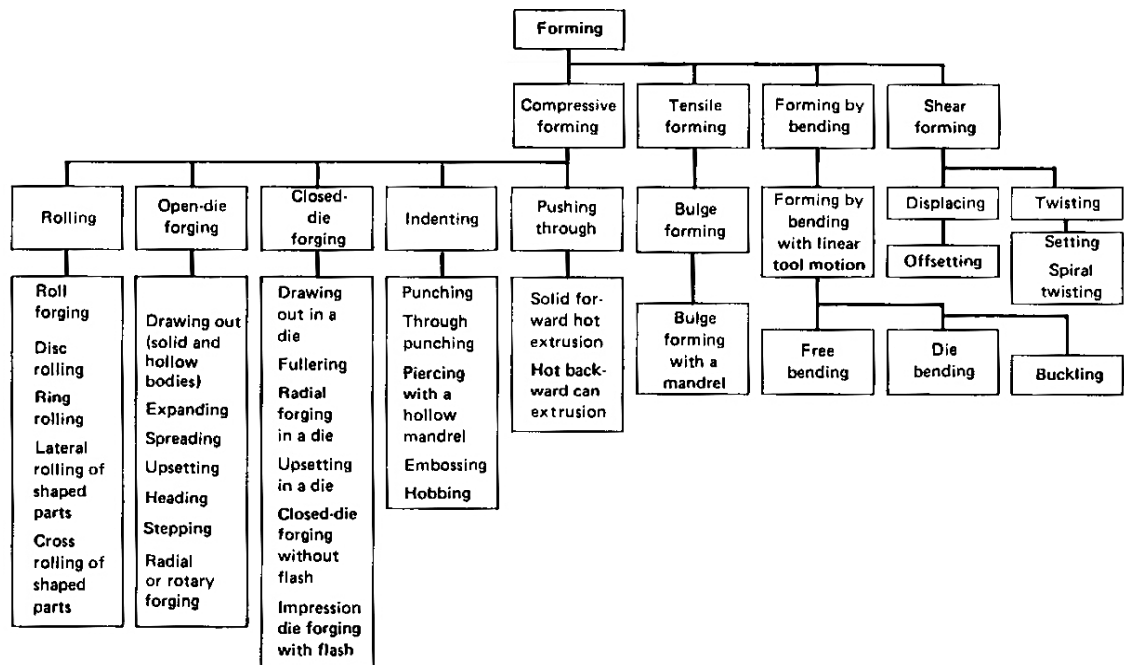 Forming
Compressive
forming
Tensile
forming
Forming by
bending
Shear
forming
Rolling
Open-die
forging
Closed-
die
forging
Indenting
Pushing
through
Bulge
forming
Forming by
bending
with linear
tool motion
Displacing
Twisting
Offsetting
Setting
Spiral
twisting
Roll
forging
Disc
rolling
Ring
rolling
Lateral
rolling of
shaped
parts
Cross
rolling of
shaped
parts
Drawing out
(solid and
hollow
bodies)
Expanding
Spreading
Upsetting
Heading
Stepping
Radial
or rotary
forging
Drawing
out in a
die
Fullering
Radial
forging
in a die
Upsetting
in a die
Closed-die
forging
without
flash
Impression
die forging
with flash
Punching
Through
punching
Piercing
with a
hollow
mandrel
Embossing
Hobbing
Solid for-
ward hot
extrusion
Hot back-
ward can
extrusion
Bulge
forming
with a
mandrel
Free
bending
Die
bending
Buckling